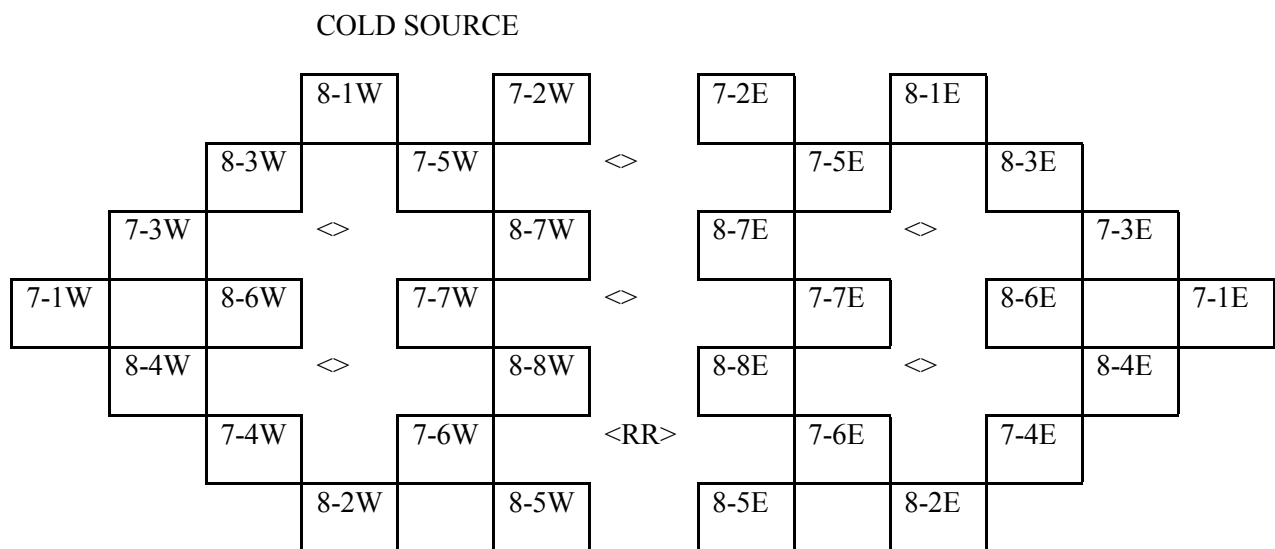 COLD SOURCE
8-1W 7-2W 7-2E 8-1E
8-3W 7-5W <> 7-5E 8-3E
7-3W <> 8-7W 8-7E <> 7-3E
7-1W 8-6W 7-7W <> 7-7E 8-6E 7-1E
8-4W <> 8-8W 8-8E <> 8-4E
7-4W 7-6W <RR> 7-6E 7-4E
8-2W 8-5W 8-5E 8-2E